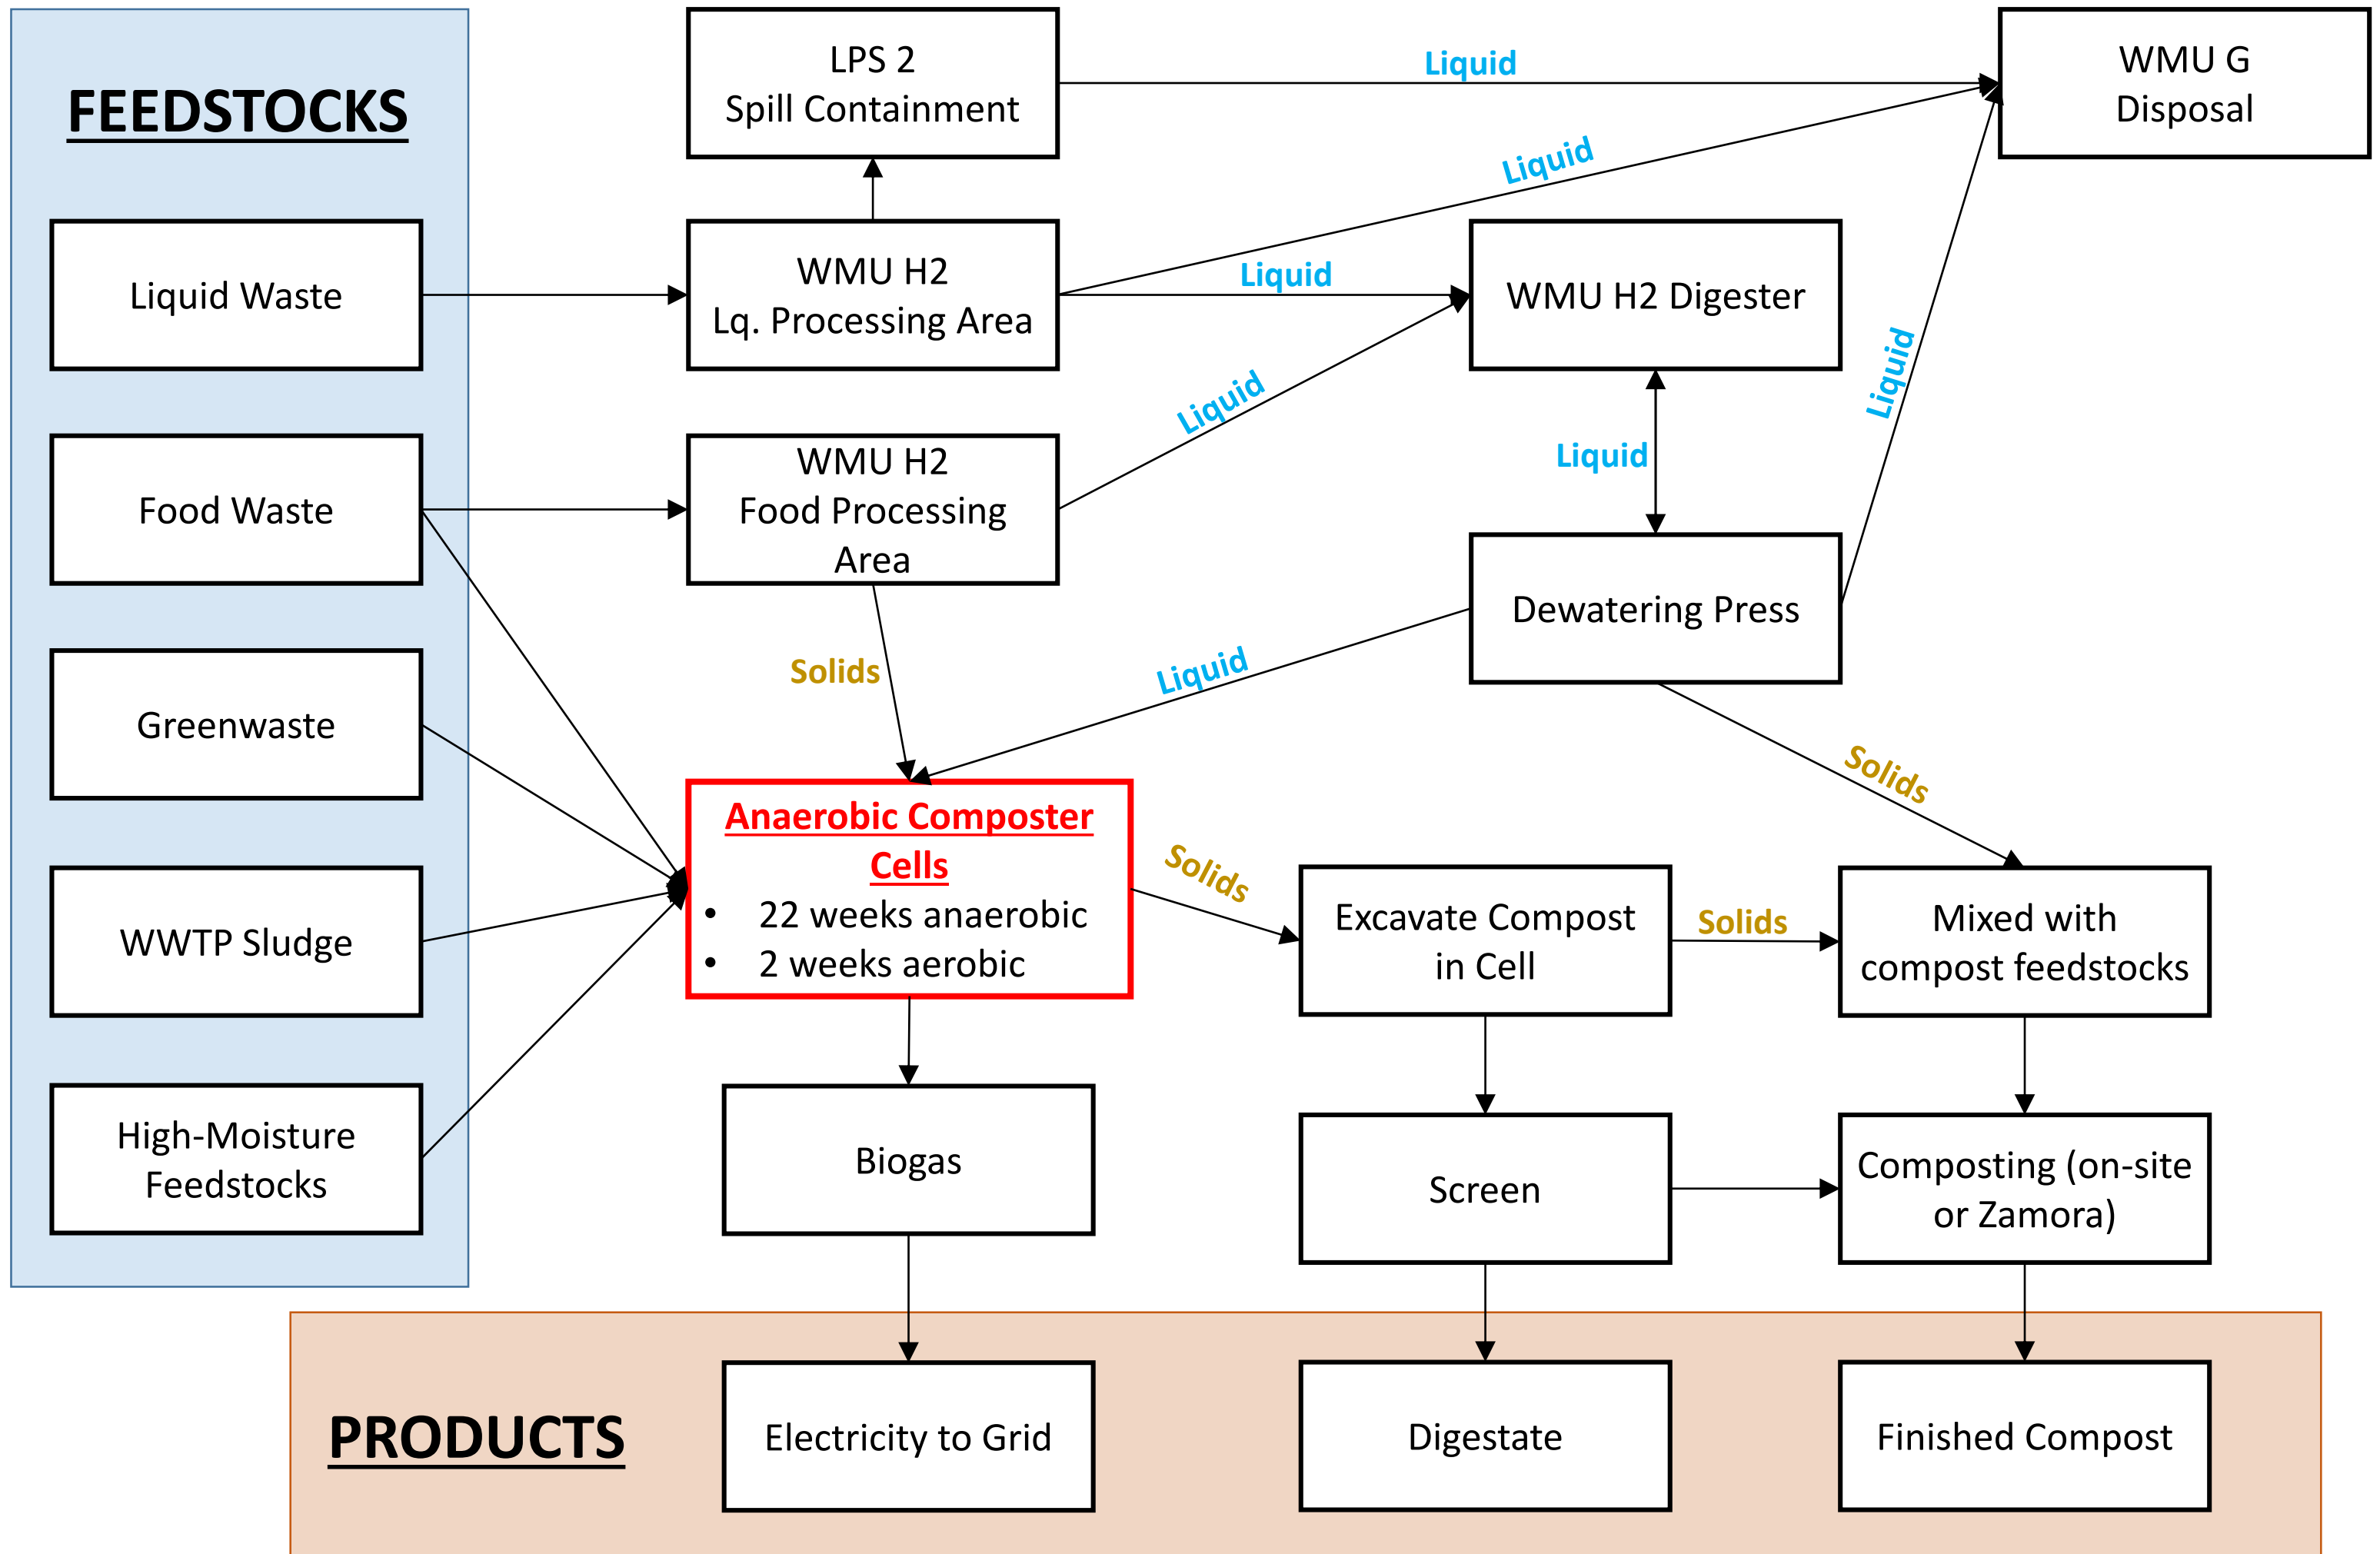 FEEDSTOCKS
Liquid Waste
Food Waste
Greenwaste
WWTP Sludge
High-Moisture
Feedstocks
LPS 2
Spill Containment
Liquid
WMU G
Disposal
Liquid
WMU H2
Lq. Processing Area
Liquid
WMU H2 Digester
Liquid
Liquid
WMU H2
Food Processing
Area
Liquid
Dewatering Press
Solids
Liquid
Solids
Anaerobic Composter
Cells
• 22 weeks anaerobic
• 2 weeks aerobic
Solids
Excavate Compost
in Cell
Solids
Mixed with
compost feedstocks
Biogas
Screen
Composting (on-site
or Zamora)
PRODUCTS
Electricity to Grid
Digestate
Finished Compost